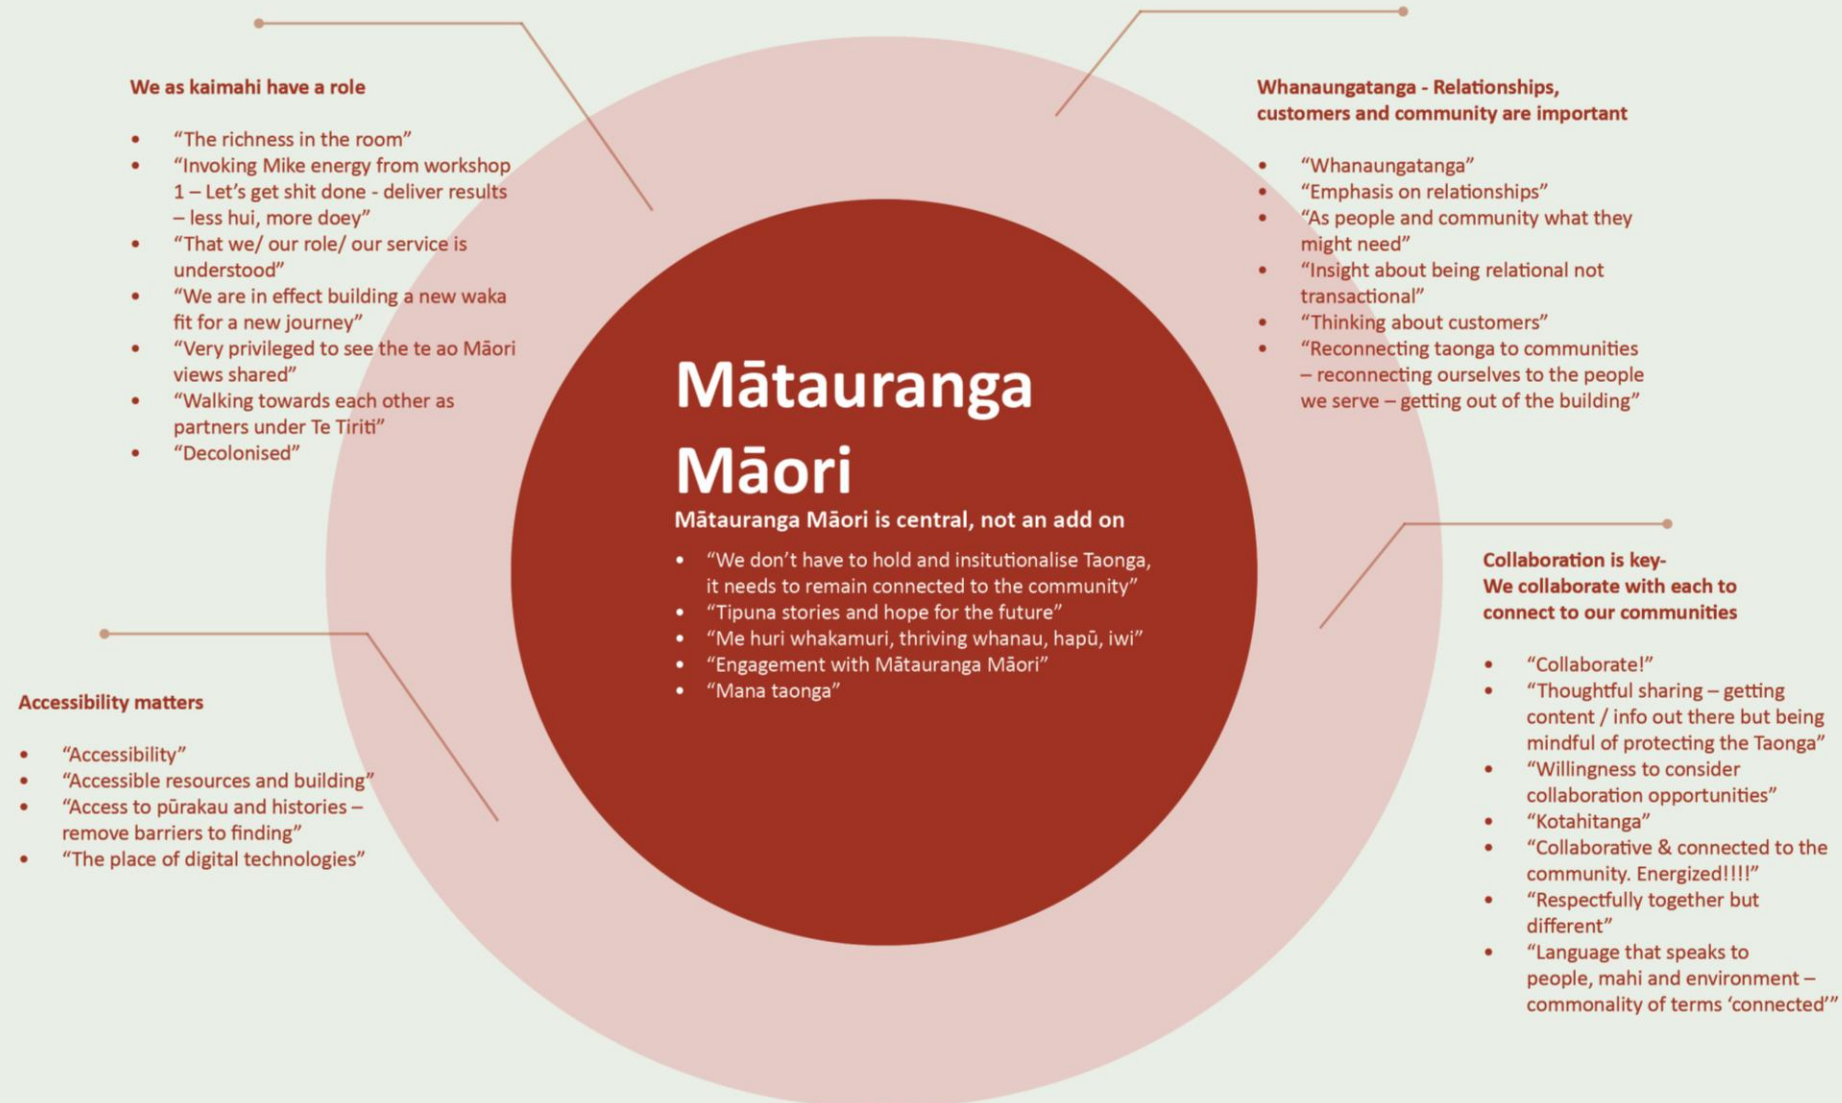 We as kaimahi have a role
• “The richness in the room”
• “Invoking Mike energy from workshop
1 – Let’s get shit done - deliver results
– less hui, more doey”
• “That we/ our role/ our service is
understood”
• “We are in effect building a new waka
fit for a new journey”
• “Very privileged to see the te ao Māori
views shared”
• “Walking towards each other as
partners under Te Tiriti”
• “Decolonised”
Whanaungatanga - Relationships,
customers and community are important
• “Whanaungatanga”
• “Emphasis on relationships”
• “As people and community what they
might need”
• “Insight about being relational not
transactional”
• “Thinking about customers”
• “Reconnecting taonga to communities
– reconnecting ourselves to the people
we serve – getting out of the building”
Mātauranga
Māori
Mātauranga Māori is central, not an add on
• “We don’t have to hold and insitutionalise Taonga,
it needs to remain connected to the community”
• “Tipuna stories and hope for the future”
• “Me huri whakamuri, thriving whanau, hapū, iwi”
• “Engagement with Mātauranga Māori”
• “Mana taonga”
Accessibility matters
• “Accessibility”
• “Accessible resources and building”
• “Access to pūrakau and histories –
remove barriers to finding”
• “The place of digital technologies”
Collaboration is key-
We collaborate with each to
connect to our communities
• “Collaborate!”
• “Thoughtful sharing – getting
content / info out there but being
mindful of protecting the Taonga”
• “Willingness to consider
collaboration opportunities”
• “Kotahitanga”
• “Collaborative & connected to the
community. Energized!!!!”
• “Respectfully together but
different”
• “Language that speaks to
people, mahi and environment –
commonality of terms ‘connected’”